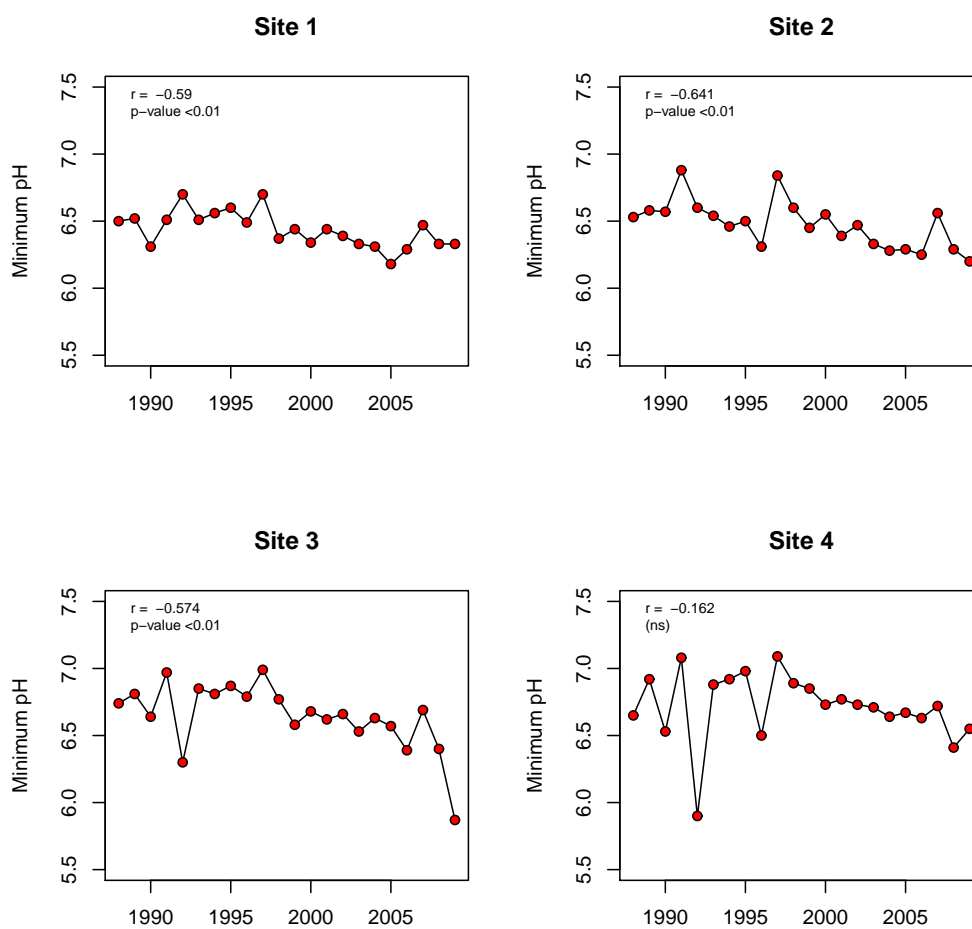 Site 1
r =  −0.59
p−value <0.01
Minimum pH
7.5
7.0
6.5
6.0
5.5
1990 1995 2000 2005
Site 2
r =  −0.641
p−value <0.01
Minimum pH
7.5
7.0
6.5
6.0
5.5
1990 1995 2000 2005
Site 3
r =  −0.574
p−value <0.01
Minimum pH
7.5
7.0
6.5
6.0
5.5
1990 1995 2000 2005
Site 4
r =  −0.162
(ns)
Minimum pH
7.5
7.0
6.5
6.0
5.5
1990 1995 2000 2005